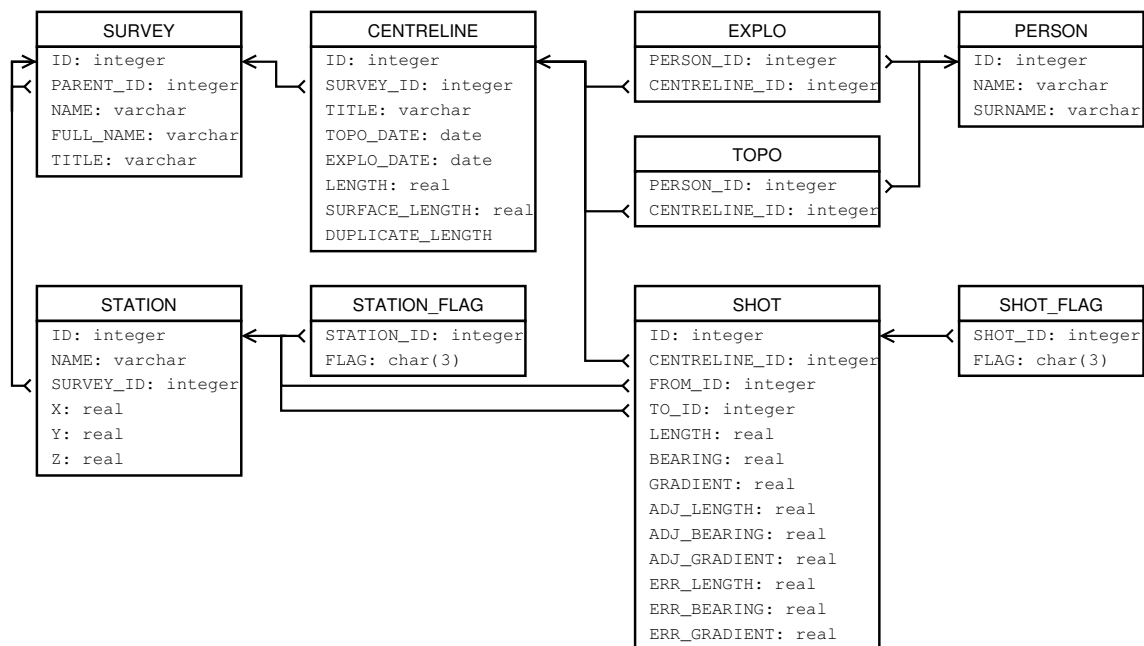 SURVEY
ID: integer
PARENT_ID: integer
NAME: varchar
FULL_NAME: varchar
TITLE: varchar
CENTRELINE
ID: integer
SURVEY_ID: integer
TITLE: varchar
TOPO_DATE: date
EXPLO_DATE: date
LENGTH: real
SURFACE_LENGTH: real
DUPLICATE_LENGTH
EXPLO
PERSON_ID: integer
CENTRELINE_ID: integer
PERSON
ID: integer
NAME: varchar
SURNAME: varchar
TOPO
PERSON_ID: integer
CENTRELINE_ID: integer
STATION
ID: integer
NAME: varchar
SURVEY_ID: integer
X: real
Y: real
Z: real
STATION_FLAG
STATION_ID: integer
FLAG: char(3)
SHOT
ID: integer
CENTRELINE_ID: integer
FROM_ID: integer
TO_ID: integer
LENGTH: real
BEARING: real
GRADIENT: real
ADJ_LENGTH: real
ADJ_BEARING: real
ADJ_GRADIENT: real
ERR_LENGTH: real
ERR_BEARING: real
ERR_GRADIENT: real
SHOT_FLAG
SHOT_ID: integer
FLAG: char(3)